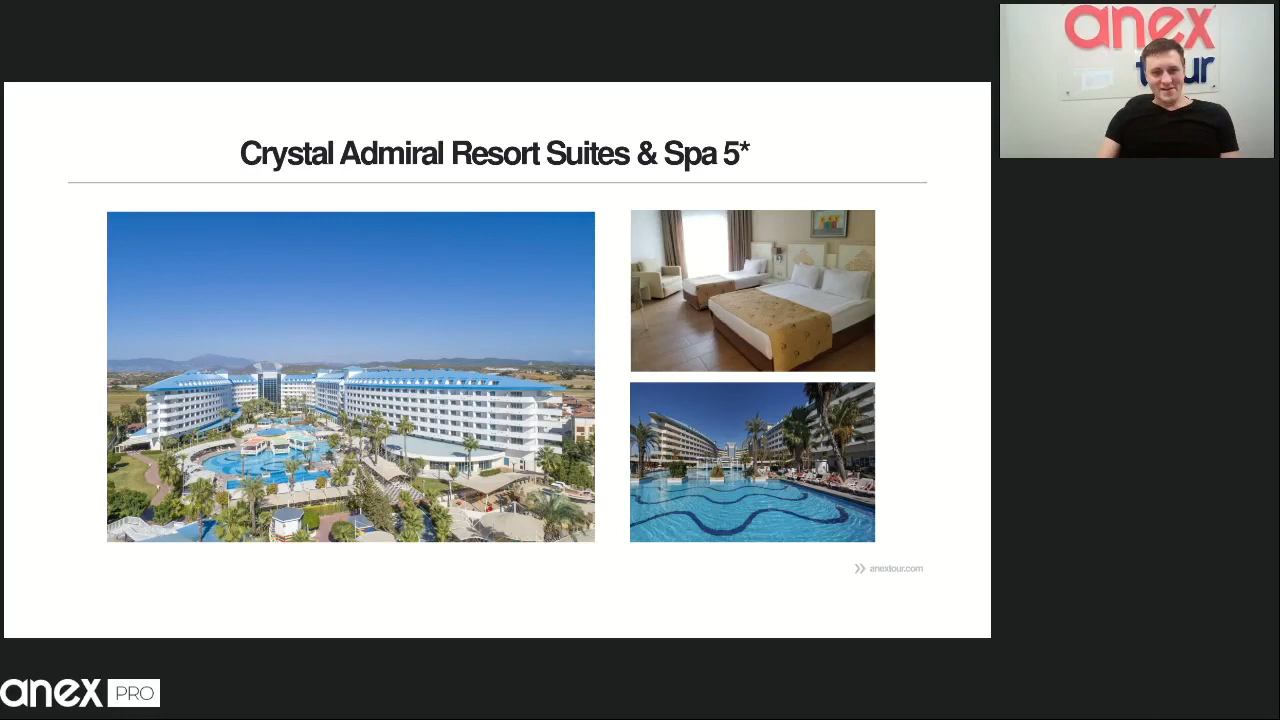 anex
tour
Crystal Admiral Resort Suites & Spa 5*
anextour.com
anex PRO